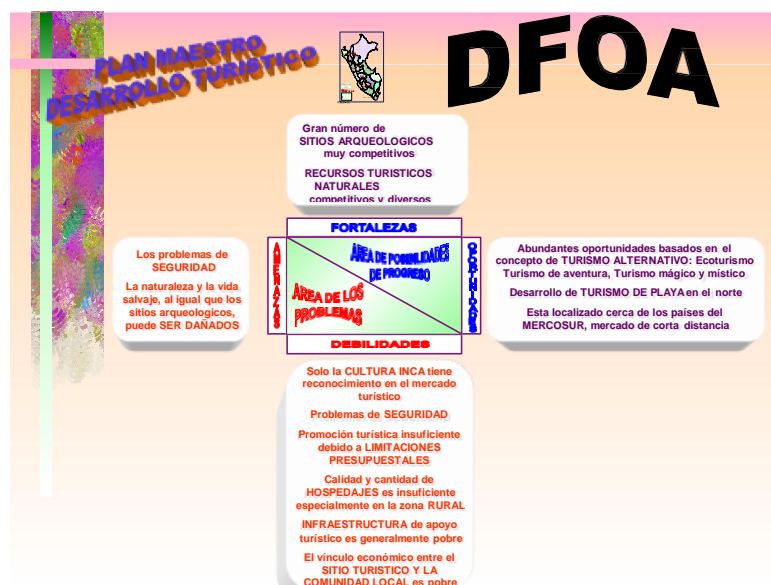 PLAN MAESTRO
DESARROLLO TURISTICO
DFOA
Gran número de
SITIOS ARQUEOLOGICOS
muy competitivos
RECURSOS TURISTICOS
NATURALES
competitivos y diversos
FORTALEZAS
AMENAZAS
AREA DE POSIBILIDADES
DE PROGRESO
AREA DE LOS
PROBLEMAS
OPORTUNIDADES
DEBILIDADES
Los problemas de
SEGURIDAD
La naturaleza y la vida
salvaje, al igual que los
sitios arqueologicos,
puede SER DAÑADOS
Abundantes oportunidades basados en el
concepto de TURISMO ALTERNATIVO: Ecoturismo
Turismo de aventura, Turismo mágico y místico
Desarrollo de TURISMO DE PLAYA en el norte
Esta localizado cerca de los países del
MERCOSUR, mercado de corta distancia
Solo la CULTURA INCA tiene
reconocimiento en el mercado
turístico
Problemas de SEGURIDAD
Promoción turística insuficiente
debido a LIMITACIONES
PRESUPUESTALES
Calidad y cantidad de
HOSPEDAJES es insuficiente
especialmente en la zona RURAL
INFRAESTRUCTURA de apoyo
turístico es generalmente pobre
El vínculo económico entre el
SITIO TURISTICO Y LA
COMUNIDAD LOCAL es pobre